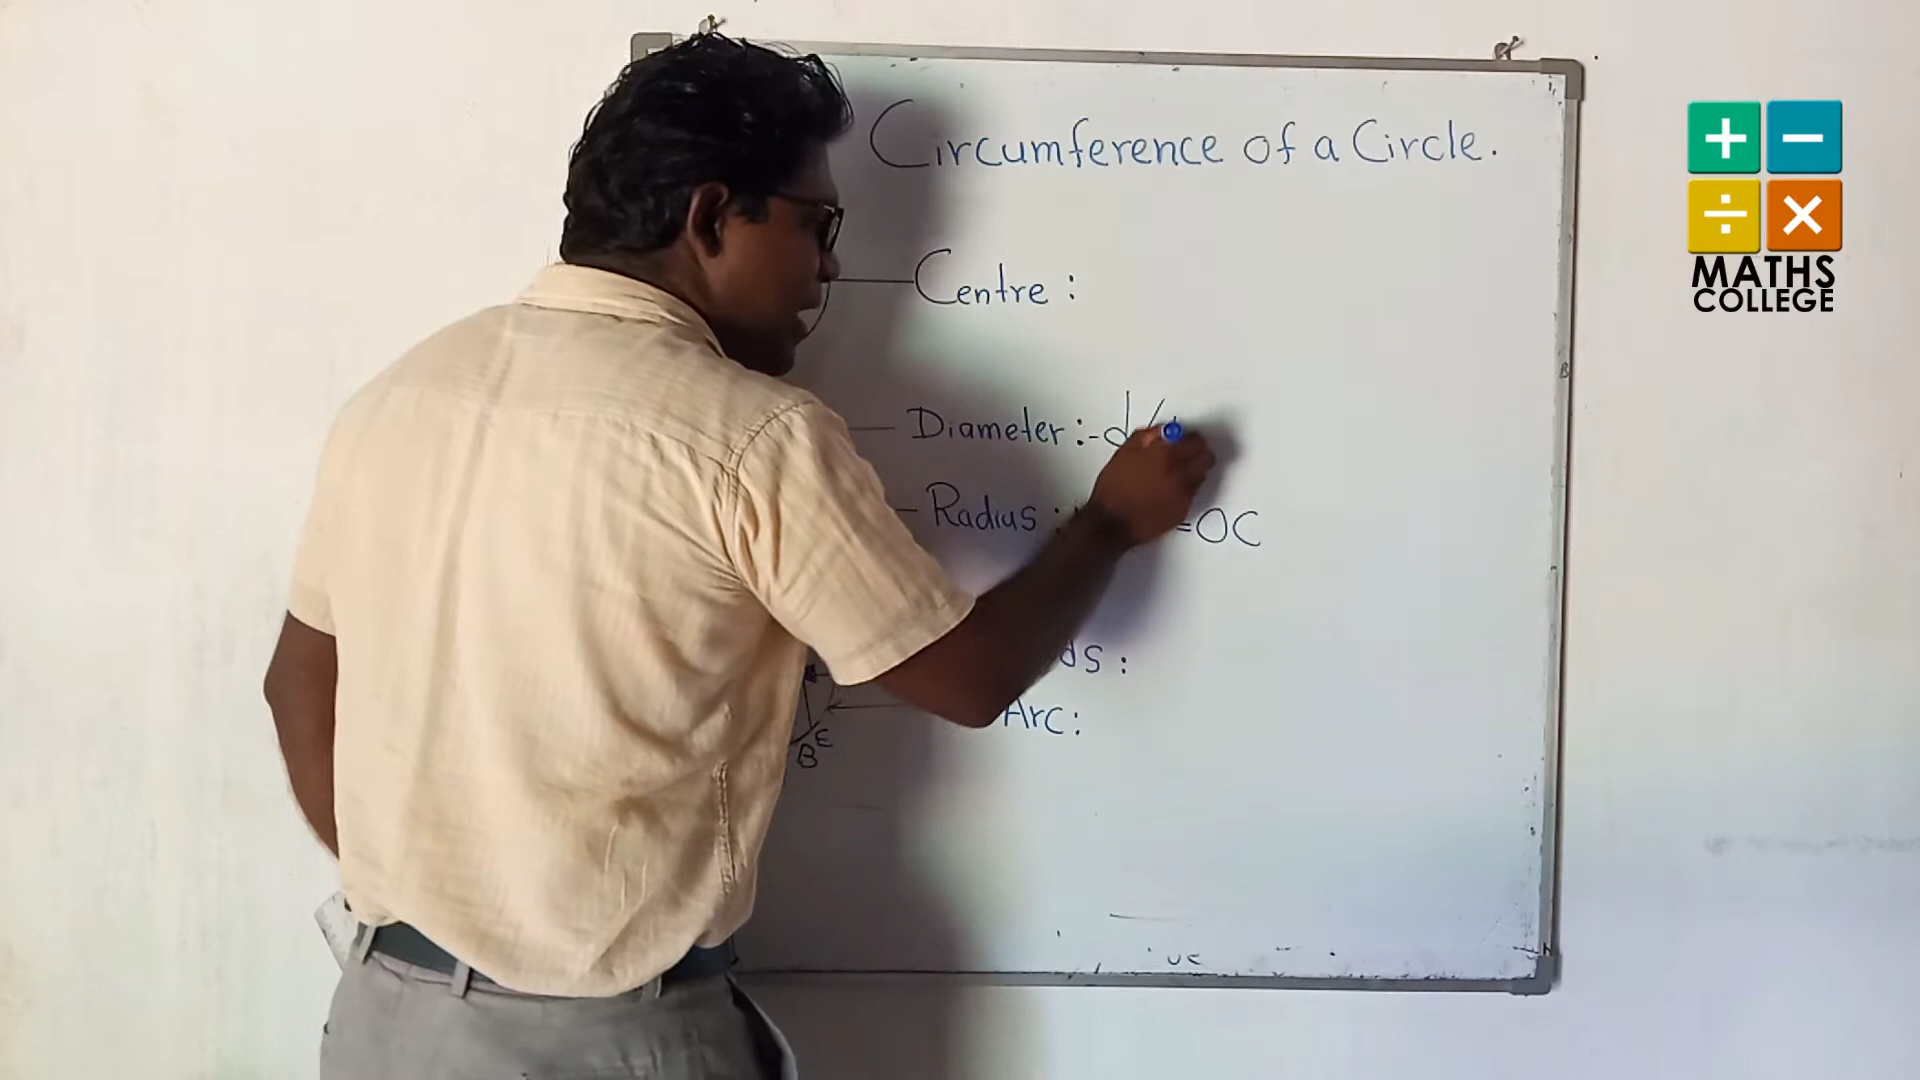 Circumference of a Circle.
Centre :
Diameter :- d/
Radius : =OC
ds :
Arc:
E
B
+ −
÷ ×
MATHS
COLLEGE